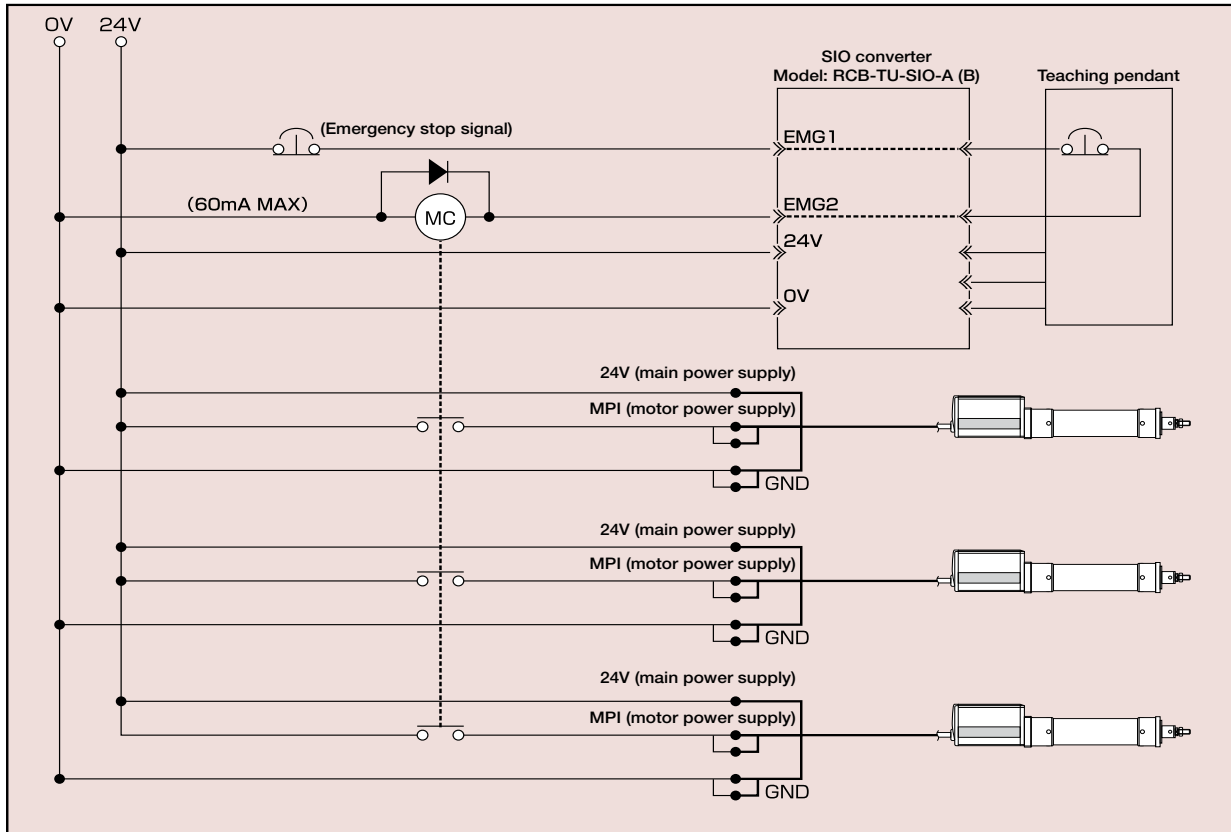 0V 24V
SIO converter
Model: RCB-TU-SIO-A (B)
Teaching pendant
(Emergency stop signal)
EMG1
(60mA MAX)
MC
EMG2
24V
0V
24V (main power supply)
MPI (motor power supply)
GND
24V (main power supply)
MPI (motor power supply)
GND
24V (main power supply)
MPI (motor power supply)
GND